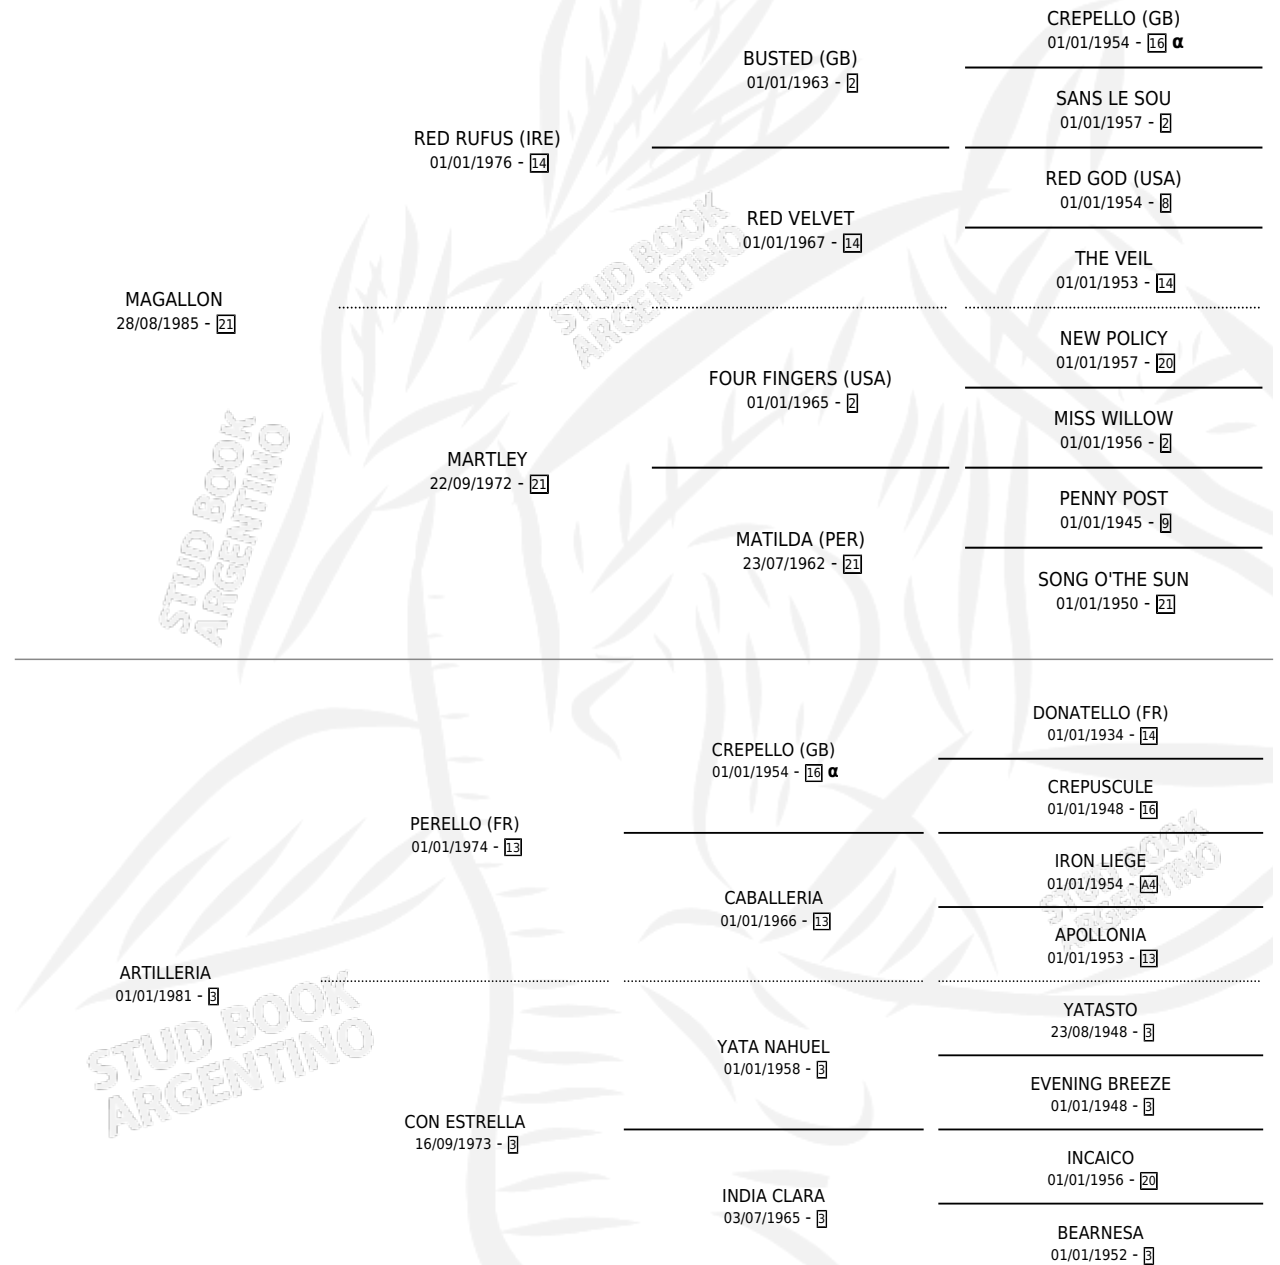 CREPELLO (GB)
01/01/1954 - 16 α
BUSTED (GB)
01/01/1963 - 2
SANS LE SOU
01/01/1957 - 2
RED RUFUS (IRE)
01/01/1976 - 14
RED GOD (USA)
01/01/1954 - 8
RED VELVET
01/01/1967 - 14
THE VEIL
01/01/1953 - 14
MAGALLON
28/08/1985 - 21
NEW POLICY
01/01/1957 - 20
FOUR FINGERS (USA)
01/01/1965 - 2
MISS WILLOW
01/01/1956 - 2
MARTLEY
22/09/1972 - 21
PENNY POST
01/01/1945 - 9
MATILDA (PER)
23/07/1962 - 21
SONG O'THE SUN
01/01/1950 - 21
DONATELLO (FR)
01/01/1934 - 14
CREPELLO (GB)
01/01/1954 - 16 α
CREPUSCULE
01/01/1948 - 16
PERELLO (FR)
01/01/1974 - 13
IRON LIEGE
01/01/1954 - A4
CABALLERIA
01/01/1966 - 13
APOLLONIA
01/01/1953 - 13
ARTILLERIA
01/01/1981 - 3
YATASTO
23/08/1948 - 3
YATA NAHUEL
01/01/1958 - 3
EVENING BREEZE
01/01/1948 - 3
CON ESTRELLA
16/09/1973 - 3
INCAICO
01/01/1956 - 20
INDIA CLARA
03/07/1965 - 3
BEARNESA
01/01/1952 - 3
STUD BOOK
ARGENTINO
STUD BOOK
ARGENTINO
STUD BOOK
ARGENTINO
STUD BOOK
ARGENTINO